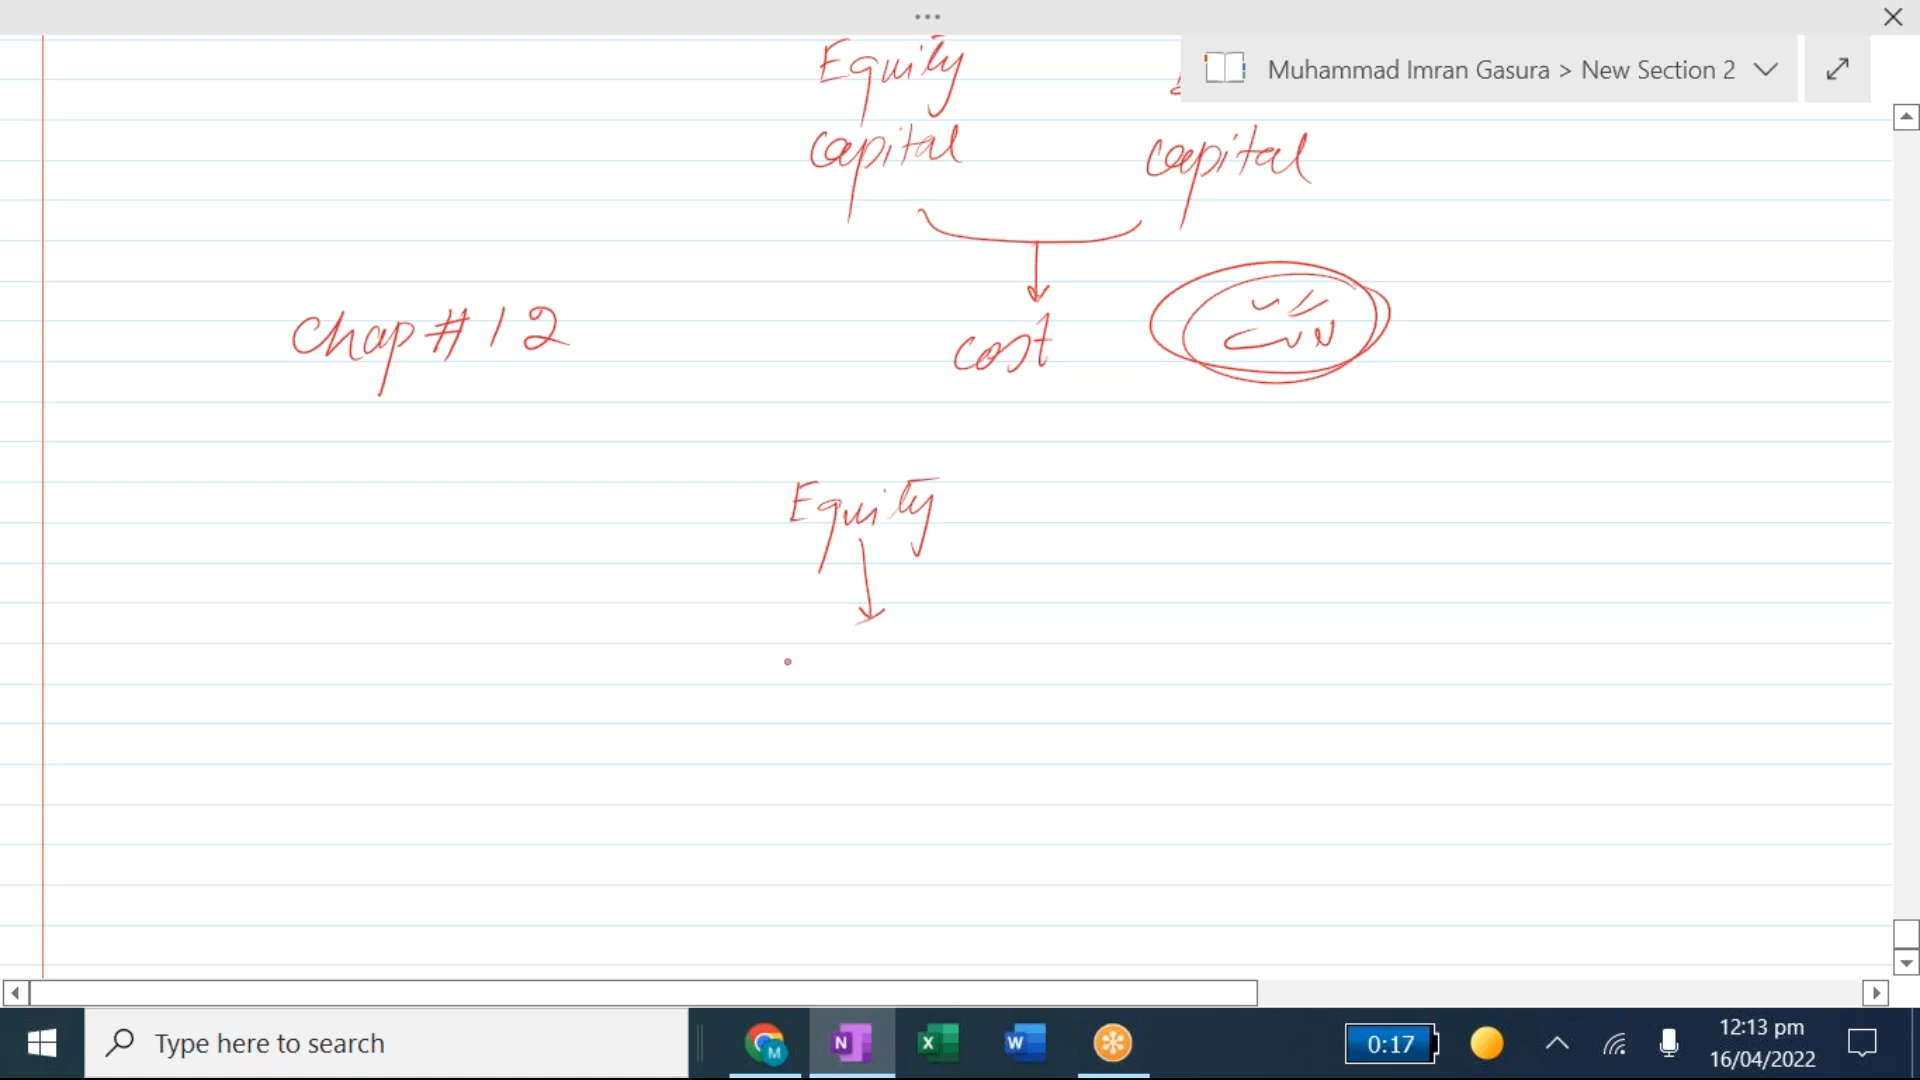 Muhammad Imran Gasura > New Section 2
Equity
capital
capital
Chap # 12
cost
Equity
Type here to search
0:17
12:13 pm
16/04/2022